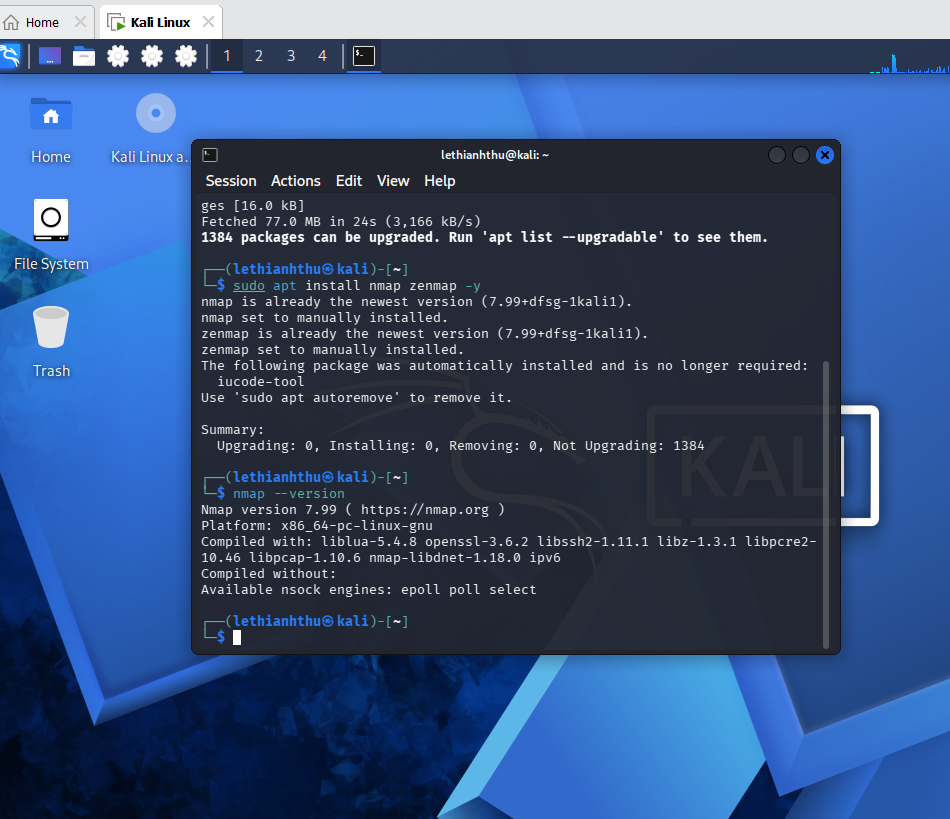 Home
Kali Linux
1 2 3 4
Home
Kali Linux a...
File System
Trash
lethianhthu@kali: ~
Session Actions Edit View Help
ges [16.0 kB]
Fetched 77.0 MB in 24s (3,166 kB/s)
1384 packages can be upgraded. Run 'apt list --upgradable' to see them.
┌──(lethianhthu㉿kali)-[~]
└─$ sudo apt install nmap zenmap -y
nmap is already the newest version (7.99+dfsg-1kali1).
nmap set to manually installed.
zenmap is already the newest version (7.99+dfsg-1kali1).
zenmap set to manually installed.
The following package was automatically installed and is no longer required:
  iucode-tool
Use 'sudo apt autoremove' to remove it.
Summary:
  Upgrading: 0, Installing: 0, Removing: 0, Not Upgrading: 1384
┌──(lethianhthu㉿kali)-[~]
└─$ nmap --version
Nmap version 7.99 ( https://nmap.org )
Platform: x86_64-pc-linux-gnu
Compiled with: liblua-5.4.8 openssl-3.6.2 libssh2-1.11.1 libz-1.3.1 libpcre2-
10.46 libpcap-1.10.6 nmap-libdnet-1.18.0 ipv6
Compiled without:
Available nsock engines: epoll poll select
┌──(lethianhthu㉿kali)-[~]
└─$
KALI